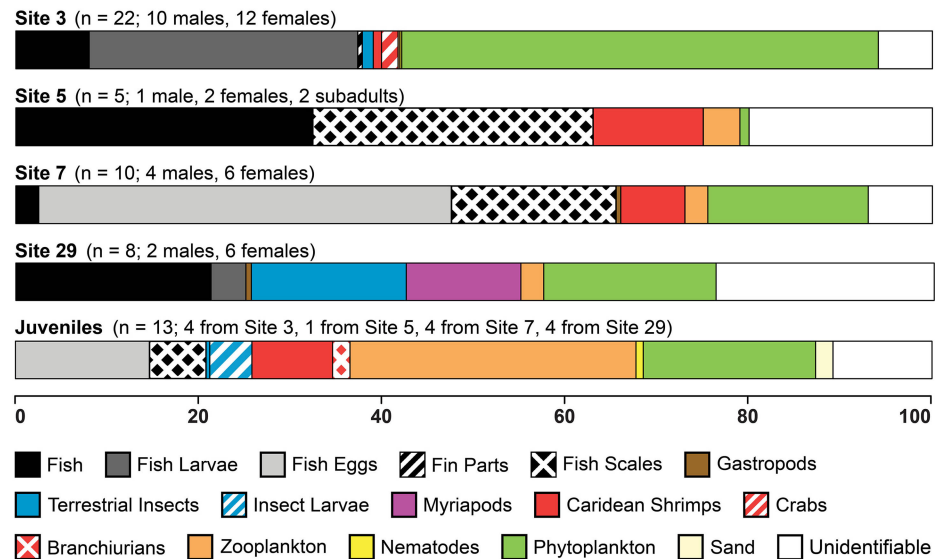 Site 3 (n = 22; 10 males, 12 females)
Site 5 (n = 5; 1 male, 2 females, 2 subadults)
Site 7 (n = 10; 4 males, 6 females)
Site 29 (n = 8; 2 males, 6 females)
Juveniles (n = 13; 4 from Site 3, 1 from Site 5, 4 from Site 7, 4 from Site 29)
0 20 40 60 80 100
Fish Fish Larvae Fish Eggs Fin Parts Fish Scales Gastropods
Terrestrial Insects Insect Larvae Myriapods Caridean Shrimps Crabs
Branchiurians Zooplankton Nematodes Phytoplankton Sand Unidentifiable